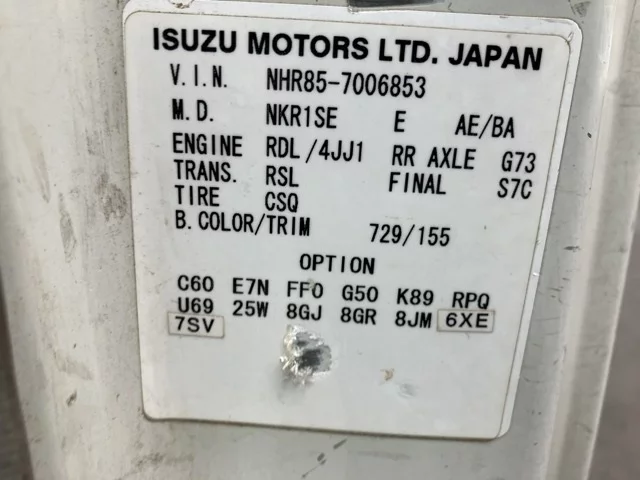 ISUZU MOTORS LTD. JAPAN
V.I.N. NHR85-7006853
M.D. NKR1SE E AE/BA
ENGINE RDL/4JJ1 RR AXLE G73
TRANS. RSL FINAL S7C
TIRE CSQ
B.COLOR/TRIM 729/155
OPTION
C60 E7N FF0 G50 K89 RPQ
U69 25W 8GJ 8GR 8JM 6XE
7SV